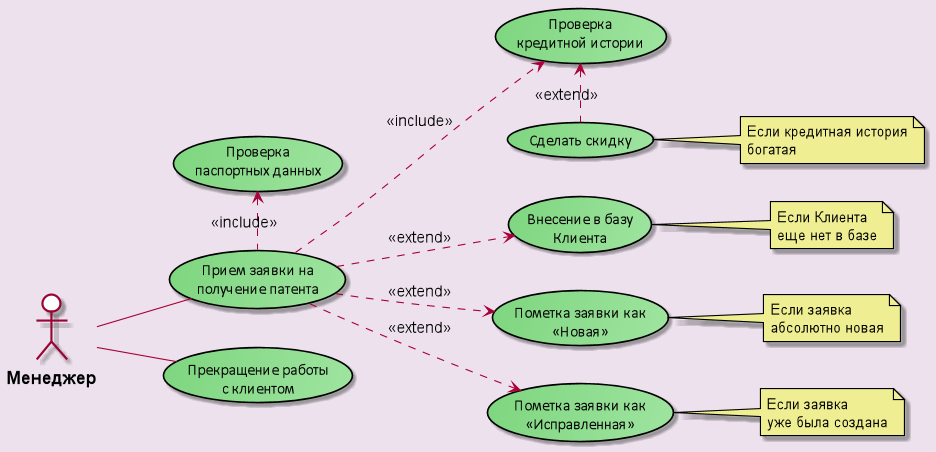 Проверка
кредитной истории
«extend»
«include»
Сделать скидку
Если кредитная история
богатая
Проверка
паспортных данных
«include»
Внесение в базу
Клиента
Если Клиента
еще нет в базе
«extend»
Прием заявки на
получение патента
«extend»
Пометка заявки как
«Новая»
Если заявка
абсолютно новая
«extend»
Менеджер
Прекращение работы
с клиентом
Пометка заявки как
«Исправленная»
Если заявка
уже была создана